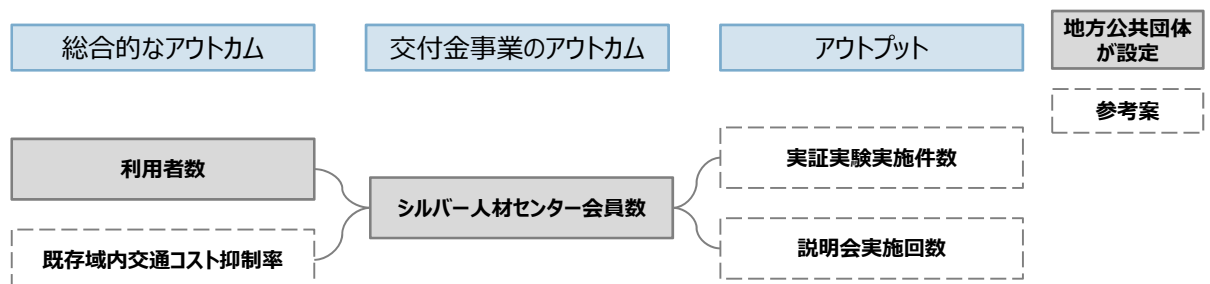 総合的なアウトカム
交付金事業のアウトカム
アウトプット
地方公共団体
が設定
参考案
利用者数
既存域内交通コスト抑制率
シルバー人材センター会員数
実証実験実施件数
説明会実施回数